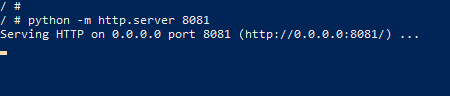 / #
/ # python -m http.server 8081
Serving HTTP on 0.0.0.0 port 8081 (http://0.0.0.0:8081/) ...